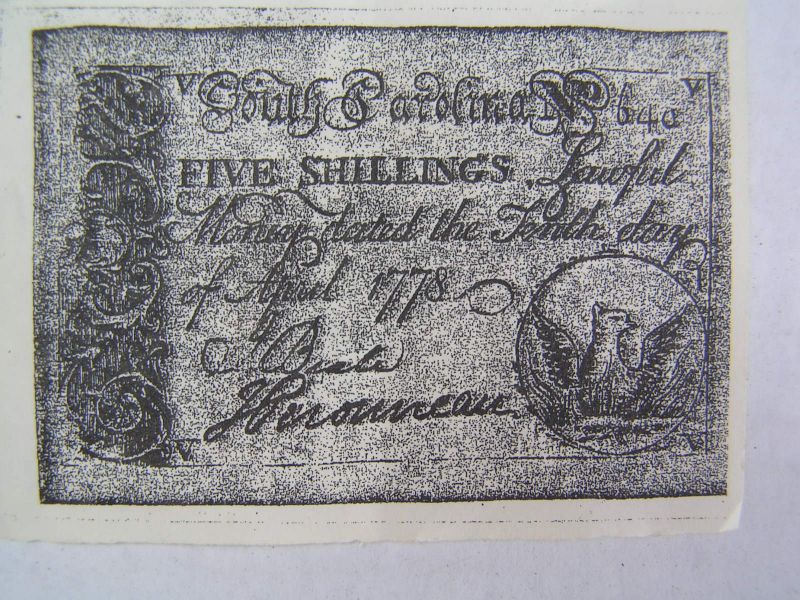 V V
South Carolina No 640
FIVE SHILLINGS Lawful
Money dated the Tenth day
of April 1778
C
V V